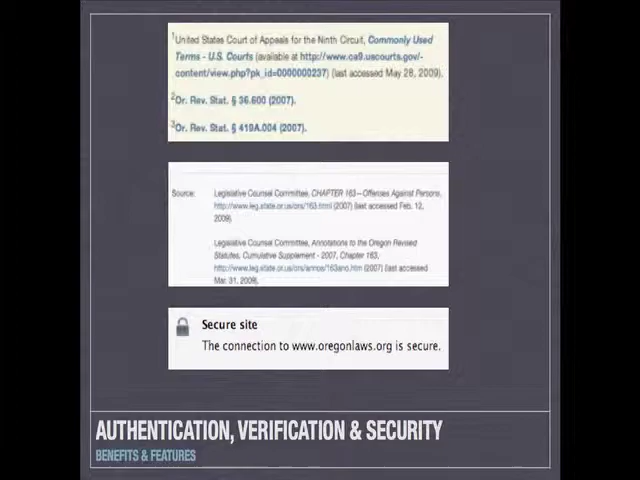 1United States Court of Appeals for the Ninth Circuit, Commonly Used
Terms - U.S. Courts (available at http://www.ca9.uscourts.gov/-
content/view.php?pk_id=0000000237) (last accessed May 28, 2009).
2Or. Rev. Stat. § 36.600 (2007).
3Or. Rev. Stat. § 419A.004 (2007).
Source: Legislative Counsel Committee, CHAPTER 163—Offenses Against Persons,
http://www.leg.state.or.us/ors/163.html (2007) (last accessed Feb. 12,
2009).
Legislative Counsel Committee, Annotations to the Oregon Revised
Statutes, Cumulative Supplement - 2007, Chapter 163,
http://www.leg.state.or.us/ors/annos/163ano.htm (2007) (last accessed
Mar. 31, 2009).
Secure site
The connection to www.oregonlaws.org is secure.
AUTHENTICATION, VERIFICATION & SECURITY
BENEFITS & FEATURES